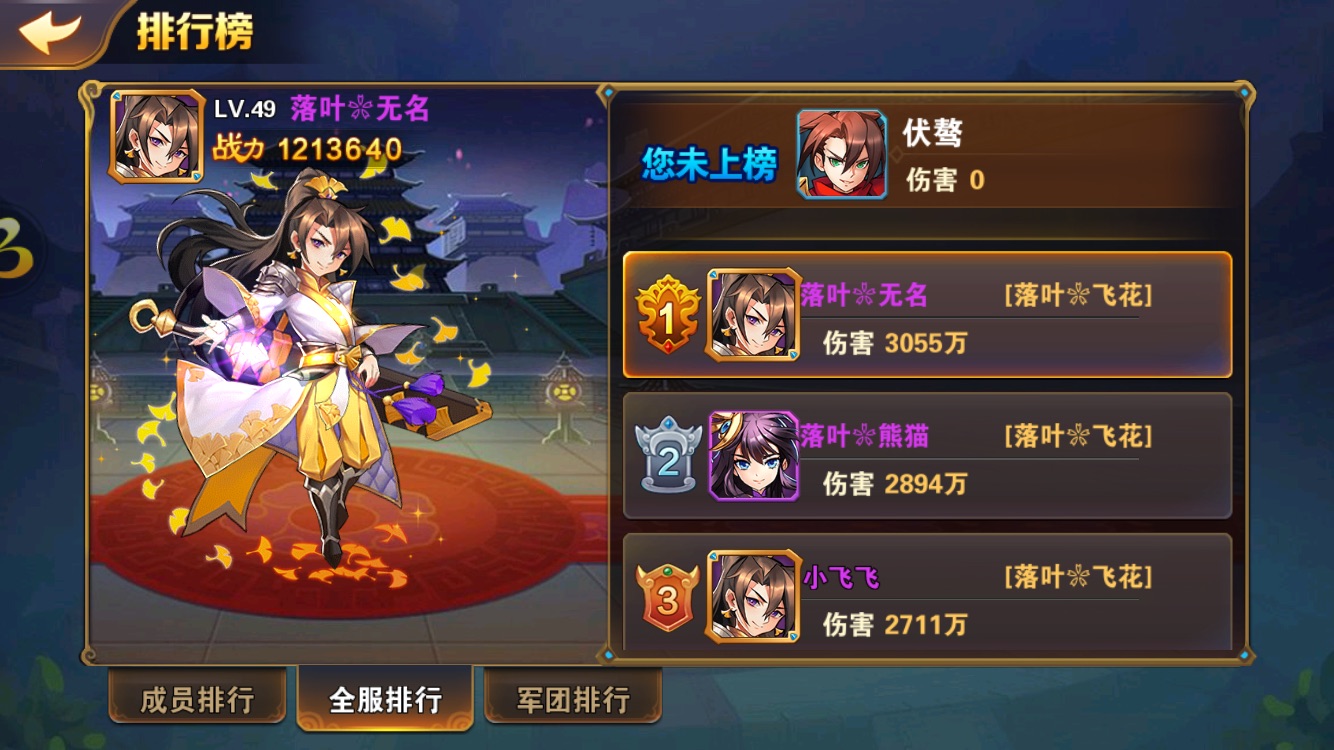 排行榜
LV.49 落叶❀无名
战力 1213640
您未上榜
伏骜
伤害 0
1 落叶❀无名 [落叶❀飞花]
伤害 3055万
2 落叶❀熊猫 [落叶❀飞花]
伤害 2894万
3 小飞飞 [落叶❀飞花]
伤害 2711万
成员排行 全服排行 军团排行